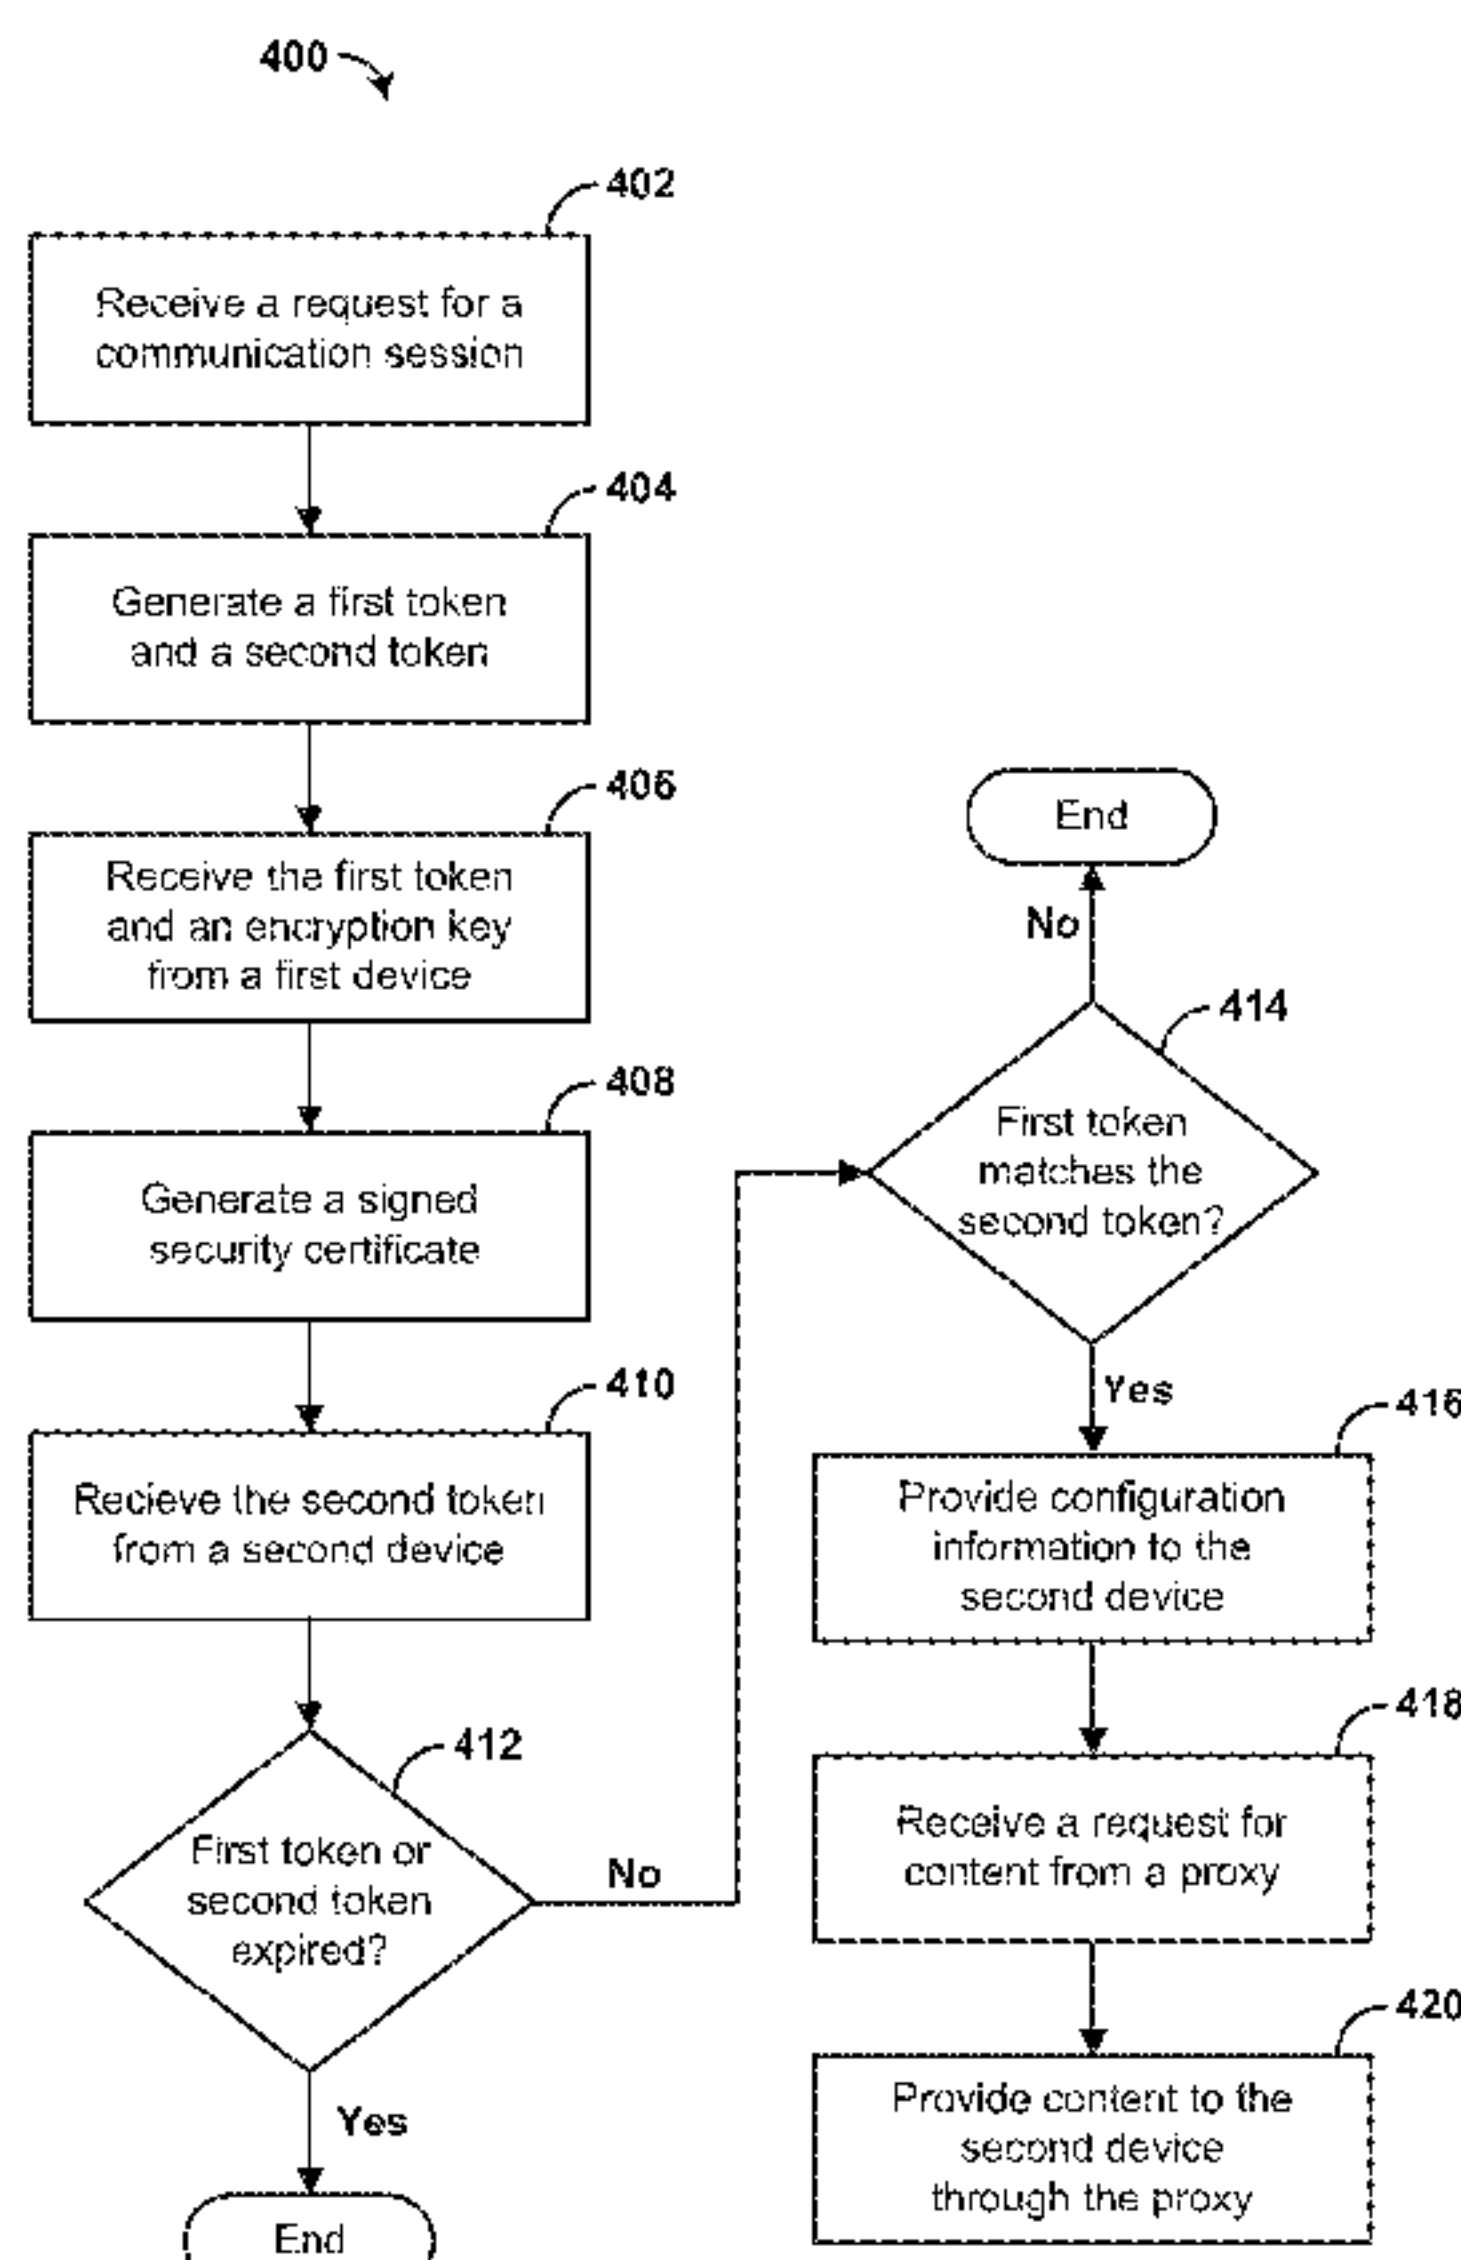 400
402
Receive a request for a
communication session
404
Generate a first token
and a second token
406
Receive the first token
and an encryption key
from a first device
408
Generate a signed
security certificate
410
Recieve the second token
from a second device
412
First token or
second token
expired?
No
Yes
End
End
No
414
First token
matches the
second token?
Yes
416
Provide configuration
information to the
second device
418
Receive a request for
content from a proxy
420
Provide content to the
second device
through the proxy